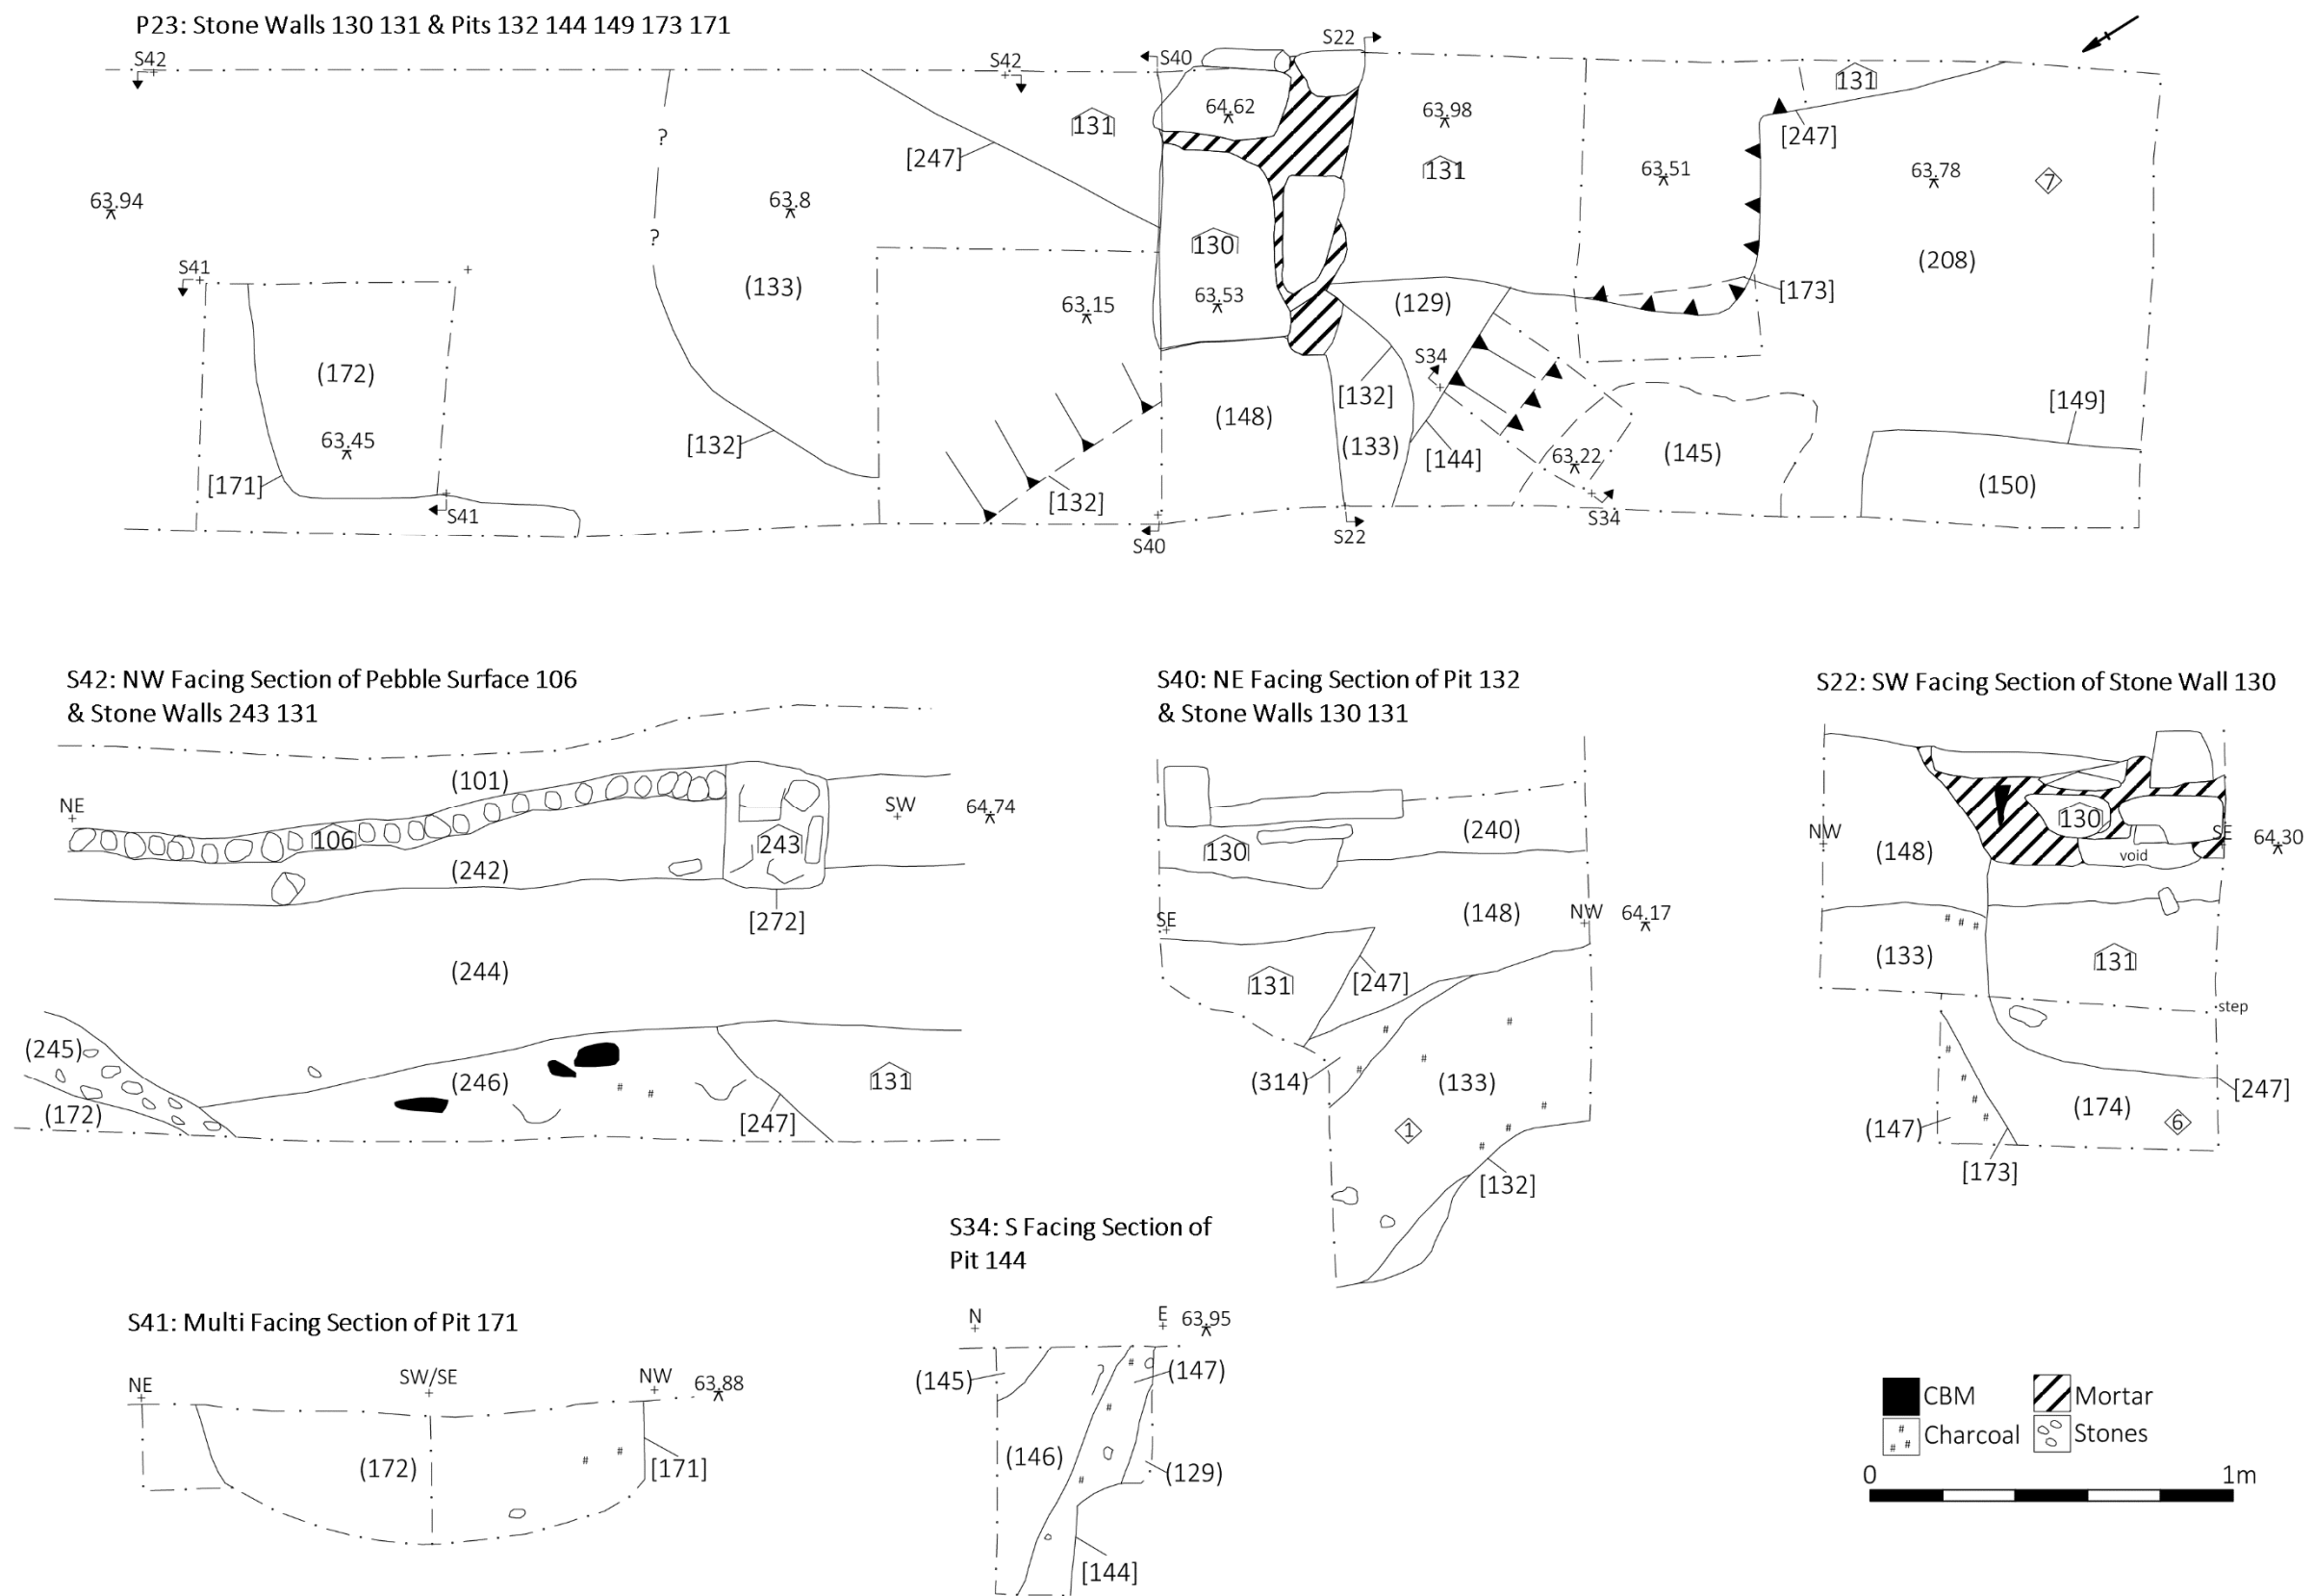 P23: Stone Walls 130 131 & Pits 132 144 149 173 171
S42
S42
S40
S22
131
64.62
63.98
131
[247]
131
[247]
63.51
63.78
7
131
63.94
63.8
(133)
S41
130
63.53
63.15
(129)
[173]
(208)
(172)
63.45
[171]
S41
[132]
[132]
(148)
S34
[132]
(133)
[144]
63.22
(145)
[149]
(150)
S40
S22
S34
?
?
S42: NW Facing Section of Pebble Surface 106
& Stone Walls 243 131
(101)
NE
106
243
SW
64.74
(242)
[272]
(244)
(245)
(246)
(172)
[247]
131
S40: NE Facing Section of Pit 132
& Stone Walls 130 131
130
(240)
SE
(148)
NW
64.17
131
[247]
(314)
(133)
1
[132]
S22: SW Facing Section of Stone Wall 130
NW
(148)
130
void
SE
64.30
(133)
131
step
[247]
(174)
6
(147)
[173]
S34: S Facing Section of
Pit 144
N
E
63.95
(145)
(147)
(146)
(129)
[144]
S41: Multi Facing Section of Pit 171
NE
SW/SE
NW
63.88
(172)
[171]
CBM
Mortar
Charcoal
Stones
0
1m